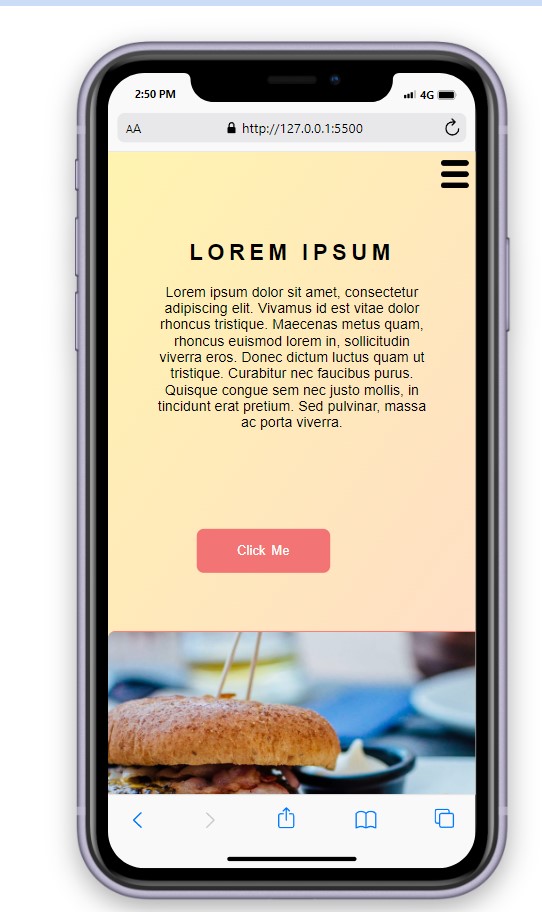 2:50 PM
4G
AA
http://127.0.0.1:5500
LOREM IPSUM
Lorem ipsum dolor sit amet, consectetur
adipiscing elit. Vivamus id est vitae dolor
rhoncus tristique. Maecenas metus quam,
rhoncus euismod lorem in, sollicitudin
viverra eros. Donec dictum luctus quam ut
tristique. Curabitur nec faucibus purus.
Quisque congue sem nec justo mollis, in
tincidunt erat pretium. Sed pulvinar, massa
ac porta viverra.
Click Me